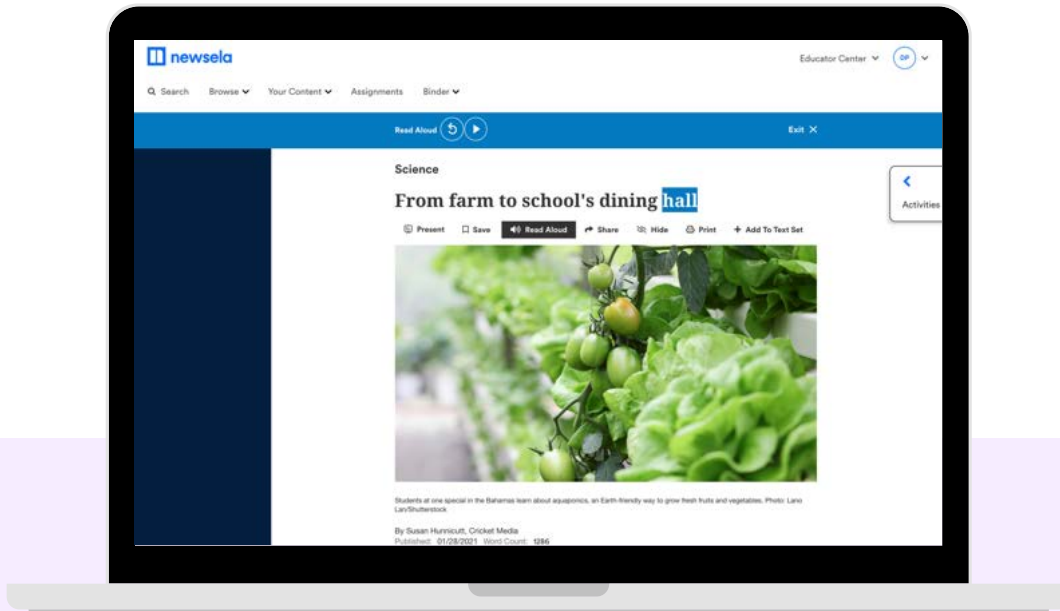 newsela
Educator Center
DP
Search Browse Your Content Assignments Binder
Read Aloud
Exit X
Science
Activities
From farm to school's dining hall
Present Save Read Aloud Share Hide Print + Add To Text Set
Students at one special in the Bahamas learn about aquaponics, an Earth-friendly way to grow fresh fruits and vegetables. Photo: Lano
Lan/Shutterstock
By Susan Hunnicutt, Cricket Media
Published: 01/28/2021 Word Count: 1286